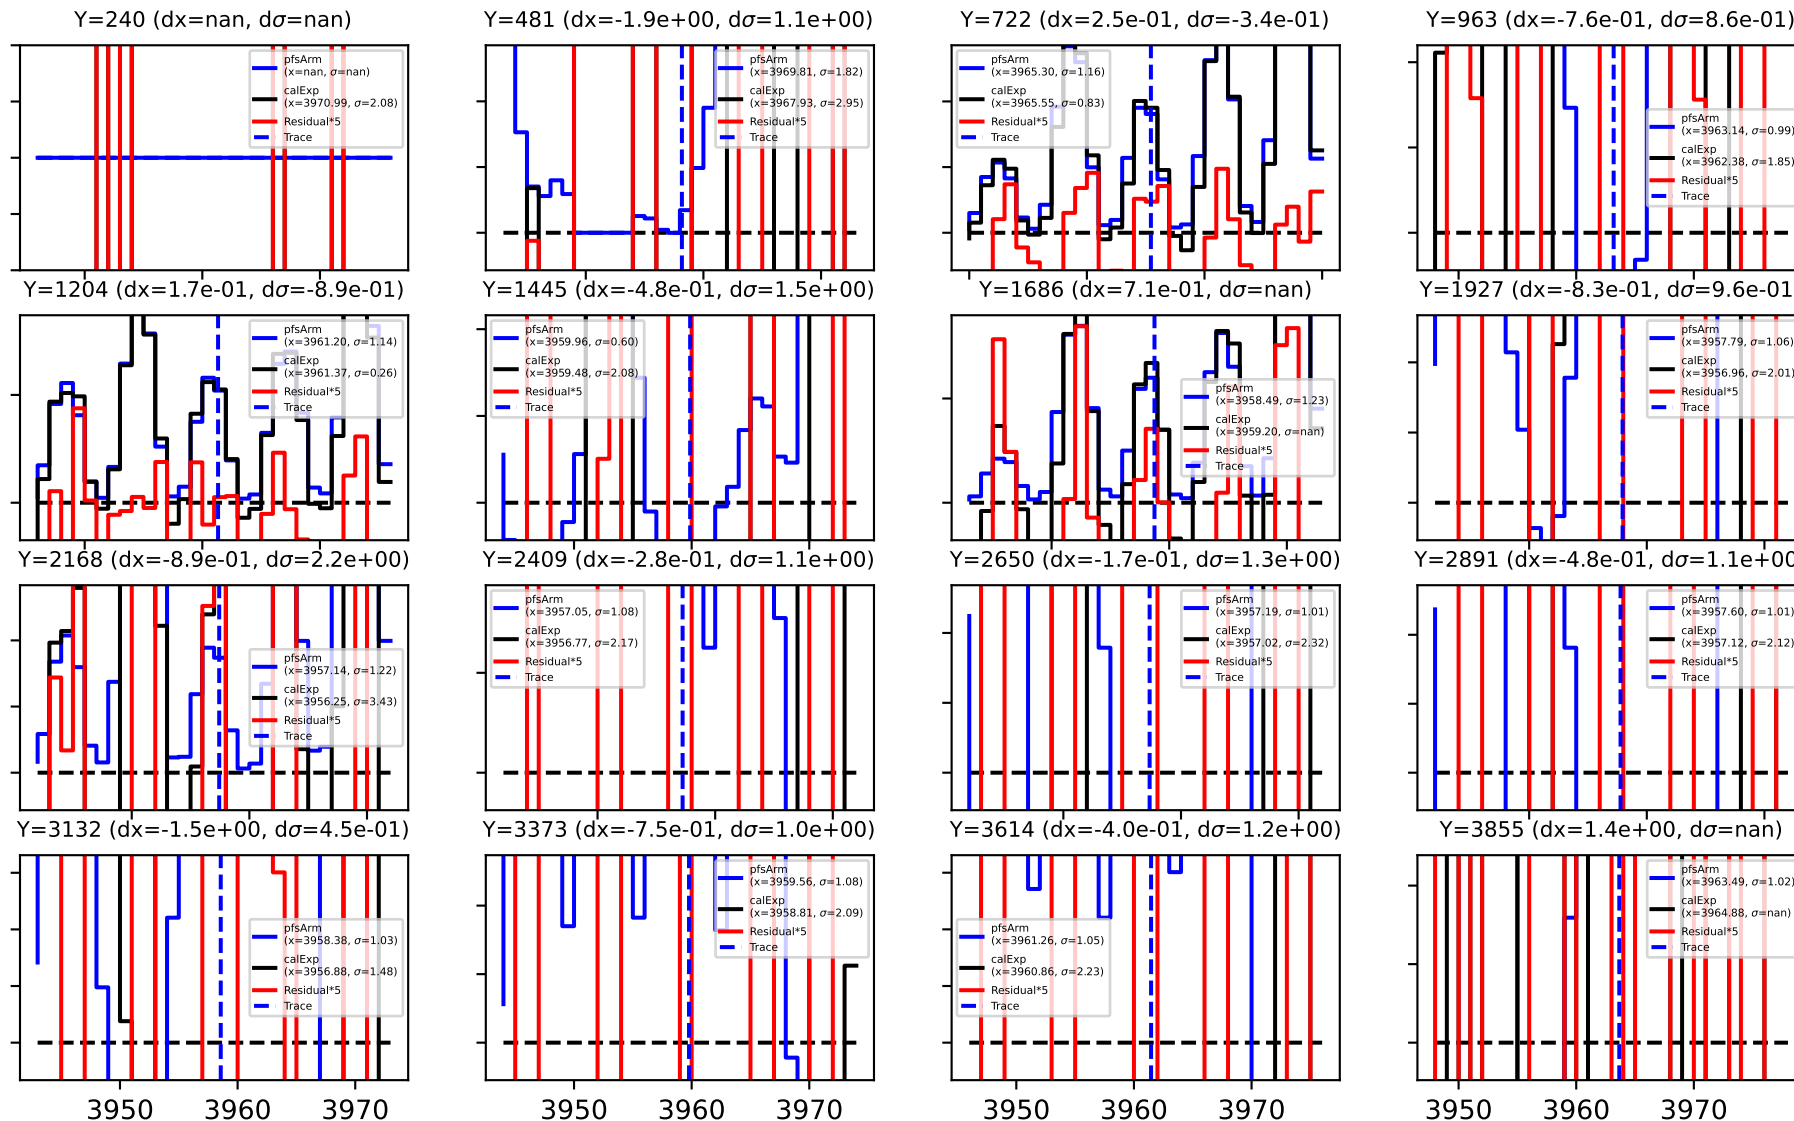 Y=240 (dx=nan, dσ=nan)
pfsArm
(x=nan, σ=nan)
calExp
(x=3970.99, σ=2.08)
Residual*5
Trace
Y=481 (dx=-1.9e+00, dσ=1.1e+00)
pfsArm
(x=3969.81, σ=1.82)
calExp
(x=3967.93, σ=2.95)
Residual*5
Trace
Y=722 (dx=2.5e-01, dσ=-3.4e-01)
pfsArm
(x=3965.30, σ=1.16)
calExp
(x=3965.55, σ=0.83)
Residual*5
Trace
Y=963 (dx=-7.6e-01, dσ=8.6e-01)
pfsArm
(x=3963.14, σ=0.99)
calExp
(x=3962.38, σ=1.85)
Residual*5
Trace
Y=1204 (dx=1.7e-01, dσ=-8.9e-01)
pfsArm
(x=3961.20, σ=1.14)
calExp
(x=3961.37, σ=0.26)
Residual*5
Trace
Y=1445 (dx=-4.8e-01, dσ=1.5e+00)
pfsArm
(x=3959.96, σ=0.60)
calExp
(x=3959.48, σ=2.08)
Residual*5
Trace
Y=1686 (dx=7.1e-01, dσ=nan)
pfsArm
(x=3958.49, σ=1.23)
calExp
(x=3959.20, σ=nan)
Residual*5
Trace
Y=1927 (dx=-8.3e-01, dσ=9.6e-01
pfsArm
(x=3957.79, σ=1.06)
calExp
(x=3956.96, σ=2.01)
Residual*5
Trace
Y=2168 (dx=-8.9e-01, dσ=2.2e+00)
pfsArm
(x=3957.14, σ=1.22)
calExp
(x=3956.25, σ=3.43)
Residual*5
Trace
Y=2409 (dx=-2.8e-01, dσ=1.1e+00)
pfsArm
(x=3957.05, σ=1.08)
calExp
(x=3956.77, σ=2.17)
Residual*5
Trace
Y=2650 (dx=-1.7e-01, dσ=1.3e+00)
pfsArm
(x=3957.19, σ=1.01)
calExp
(x=3957.02, σ=2.32)
Residual*5
Trace
Y=2891 (dx=-4.8e-01, dσ=1.1e+00
pfsArm
(x=3957.60, σ=1.01)
calExp
(x=3957.12, σ=2.12)
Residual*5
Trace
Y=3132 (dx=-1.5e+00, dσ=4.5e-01)
pfsArm
(x=3958.38, σ=1.03)
calExp
(x=3956.88, σ=1.48)
Residual*5
Trace
Y=3373 (dx=-7.5e-01, dσ=1.0e+00)
pfsArm
(x=3959.56, σ=1.08)
calExp
(x=3958.81, σ=2.09)
Residual*5
Trace
Y=3614 (dx=-4.0e-01, dσ=1.2e+00)
pfsArm
(x=3961.26, σ=1.05)
calExp
(x=3960.86, σ=2.23)
Residual*5
Trace
Y=3855 (dx=1.4e+00, dσ=nan)
pfsArm
(x=3963.49, σ=1.02)
calExp
(x=3964.88, σ=nan)
Residual*5
Trace
3950 3960 3970
3950 3960 3970
3950 3960 3970
3950 3960 3970